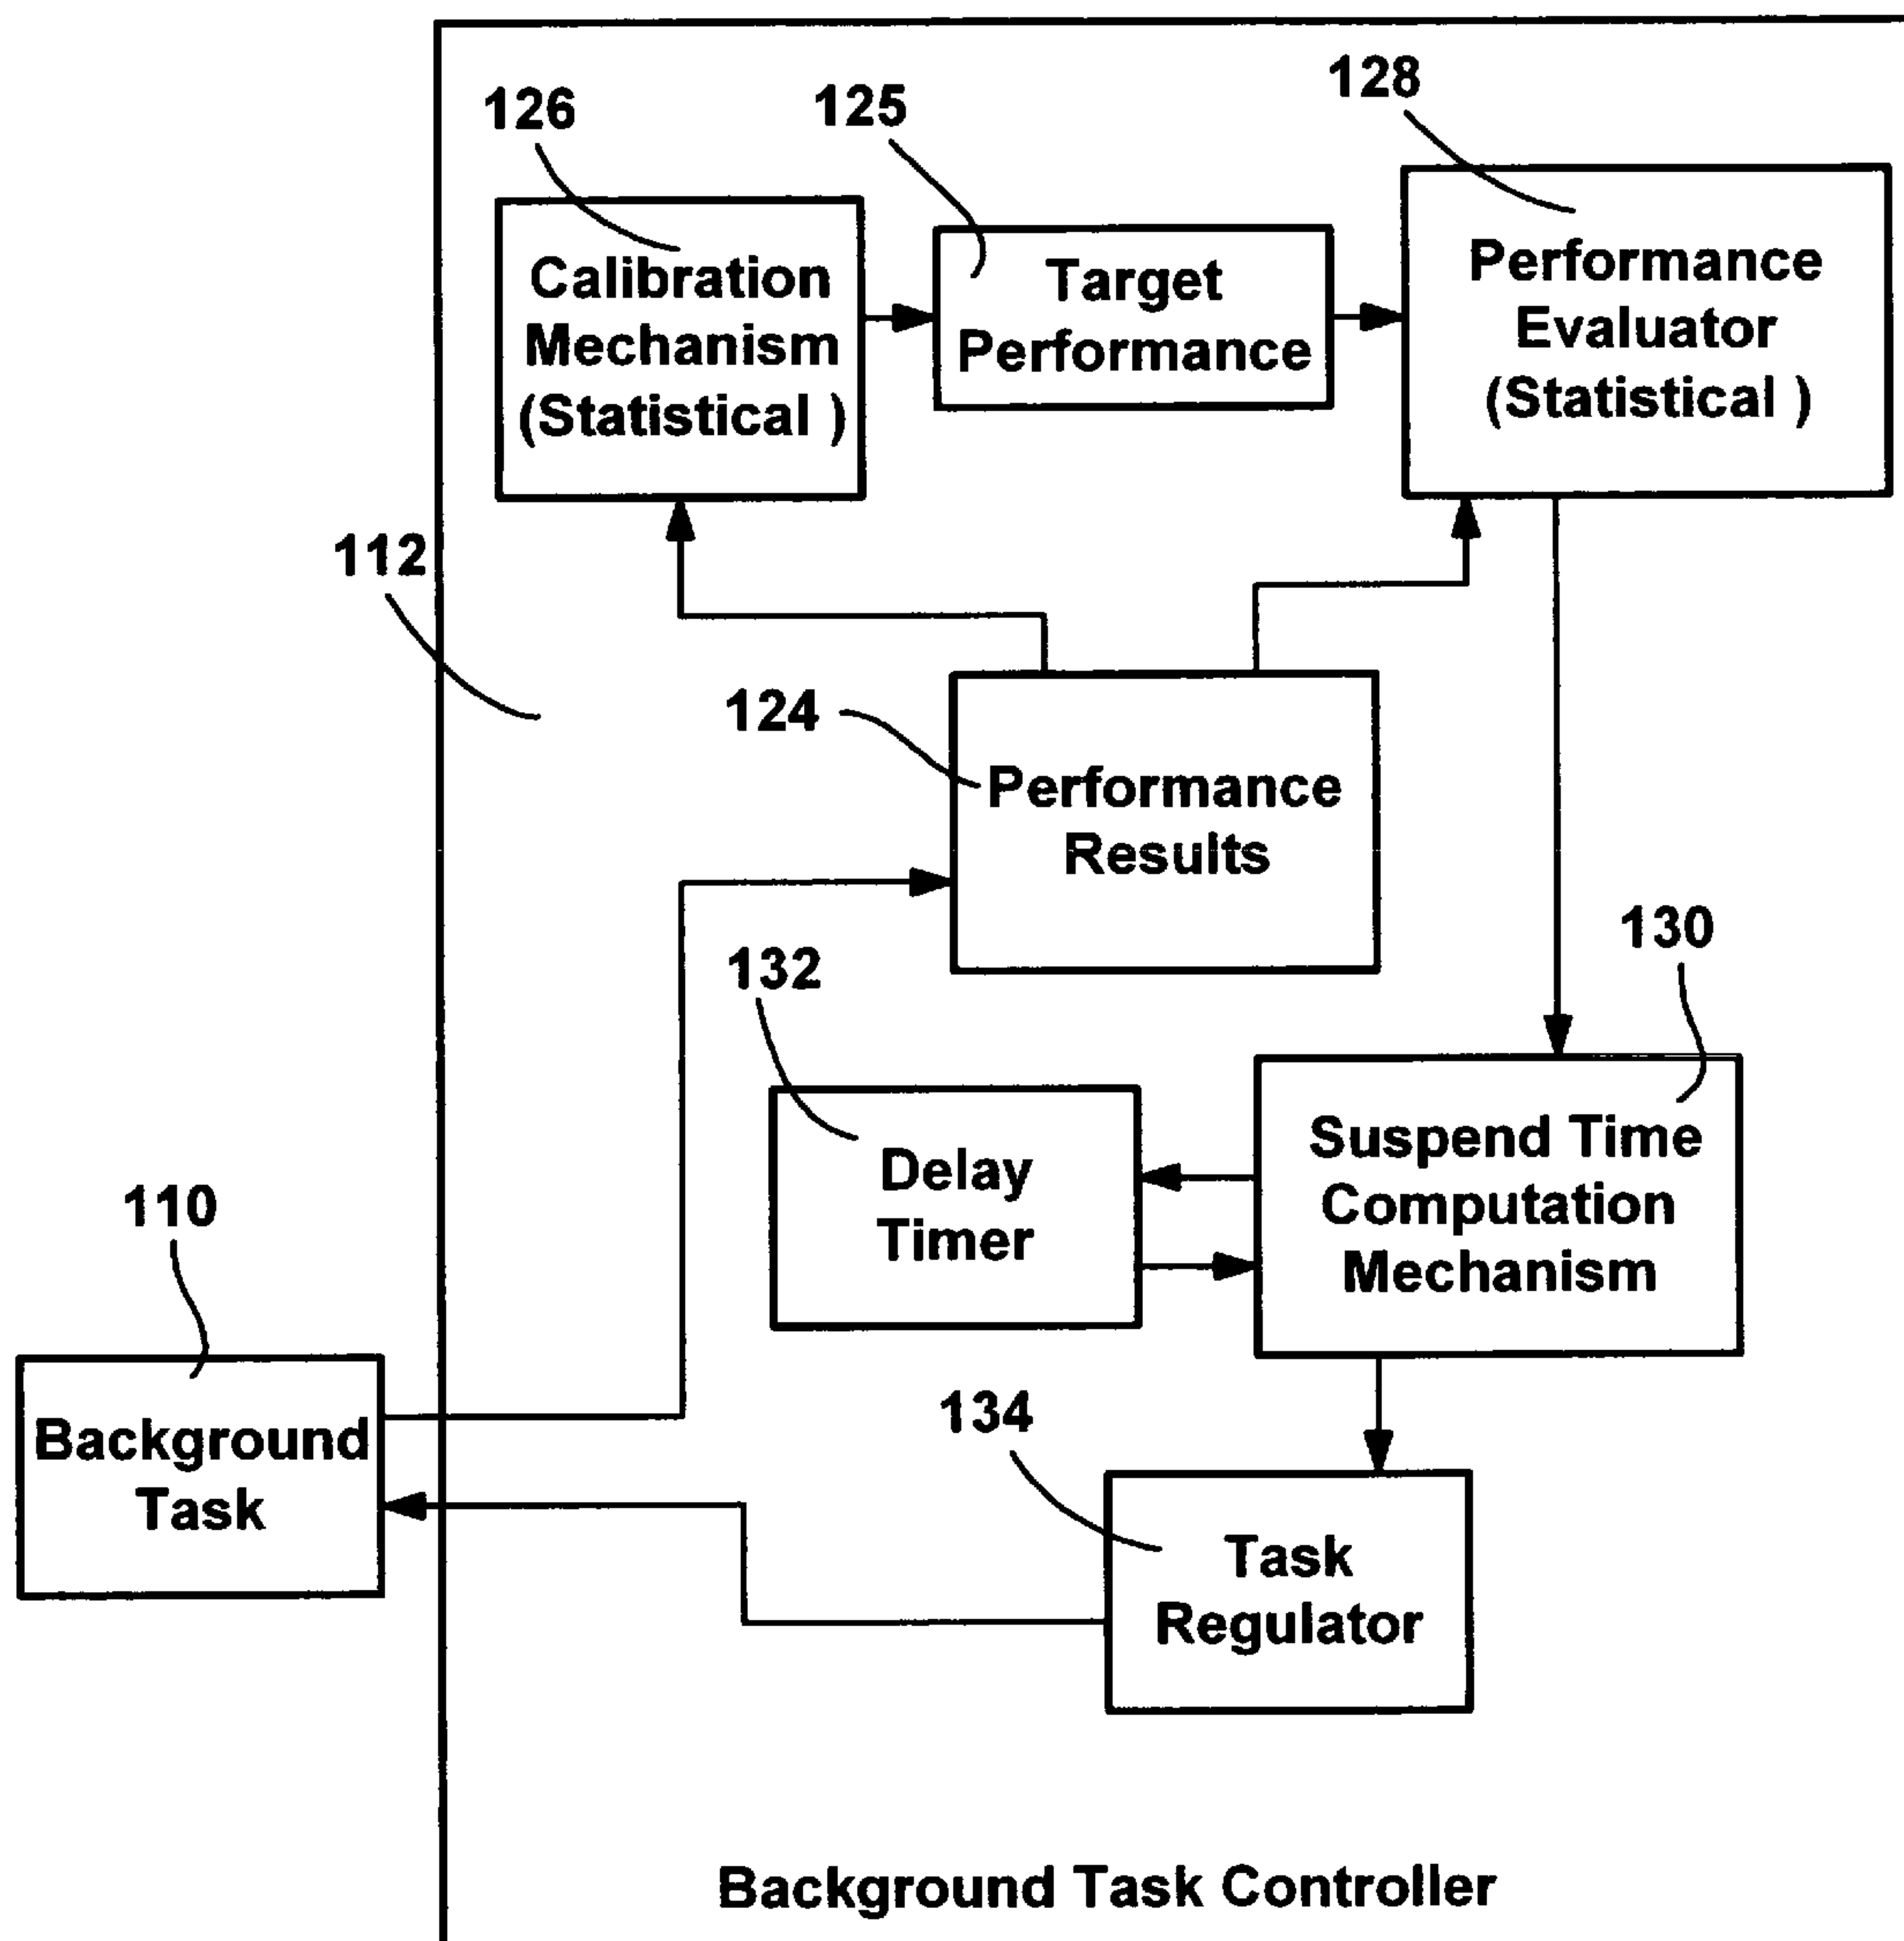 128
126
125
Calibration
Mechanism
(Statistical )
Target
Performance
Performance
Evaluator
(Statistical )
112
124
Performance
Results
130
132
Delay
Timer
Suspend Time
Computation
Mechanism
110
Background
Task
134
Task
Regulator
Background Task Controller